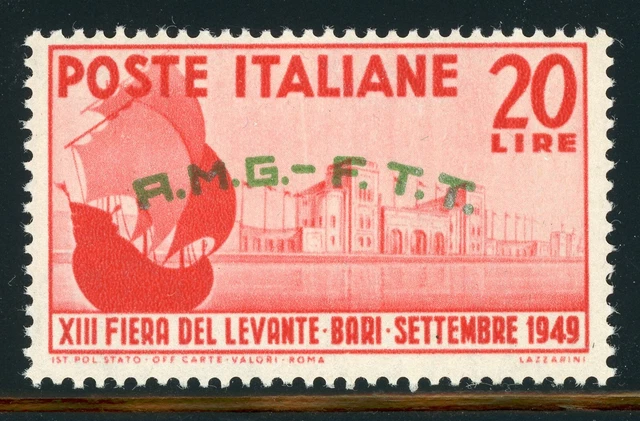 POSTE ITALIANE
20
LIRE
A.M.G.-F.T.T.
XIII FIERA DEL LEVANTE·BARI·SETTEMBRE 1949
IST. POL. STATO · OFF. CARTE-VALORI · ROMA
LAZZARINI